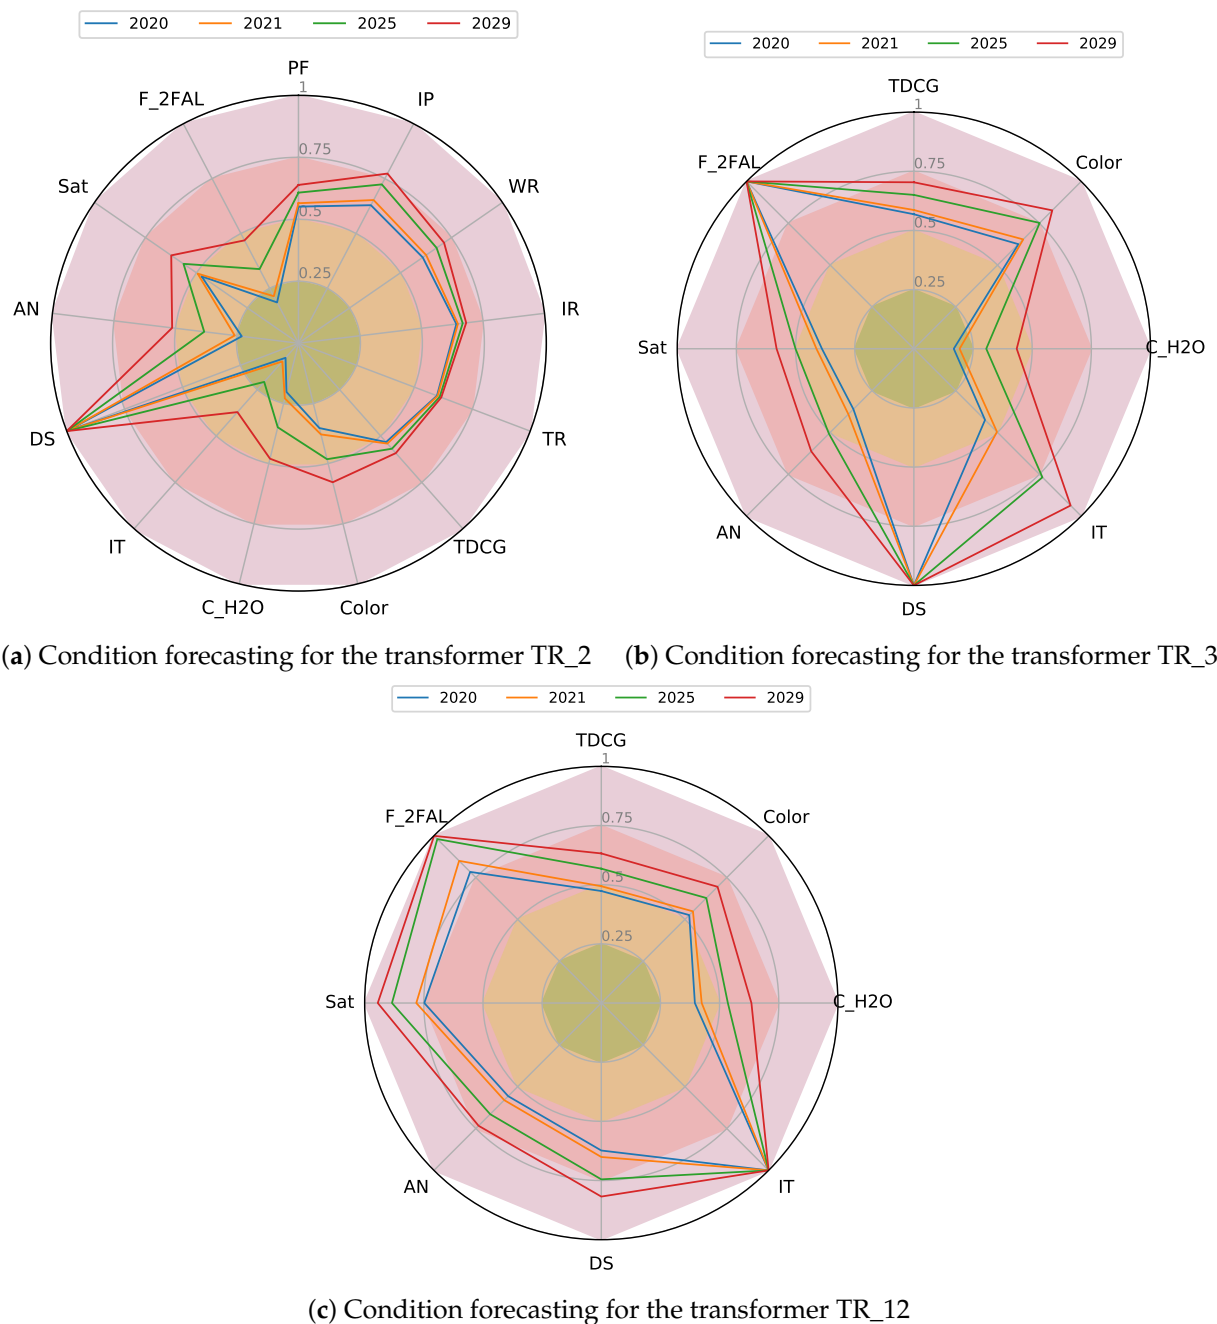 2020 2021 2025 2029
2020 2021 2025 2029
PF
1
F_2FAL
IP
TDCG
1
0.75
Sat
WR
F_2FAL
0.75
Color
0.5
0.5
0.25
AN
IR
0.25
Sat
C_H2O
DS
TR
IT
TDCG
AN
IT
C_H2O
Color
DS
(a) Condition forecasting for the transformer TR_2
(b) Condition forecasting for the transformer TR_3
2020 2021 2025 2029
TDCG
1
F_2FAL
0.75
Color
0.5
0.25
Sat
C_H2O
AN
IT
DS
(c) Condition forecasting for the transformer TR_12